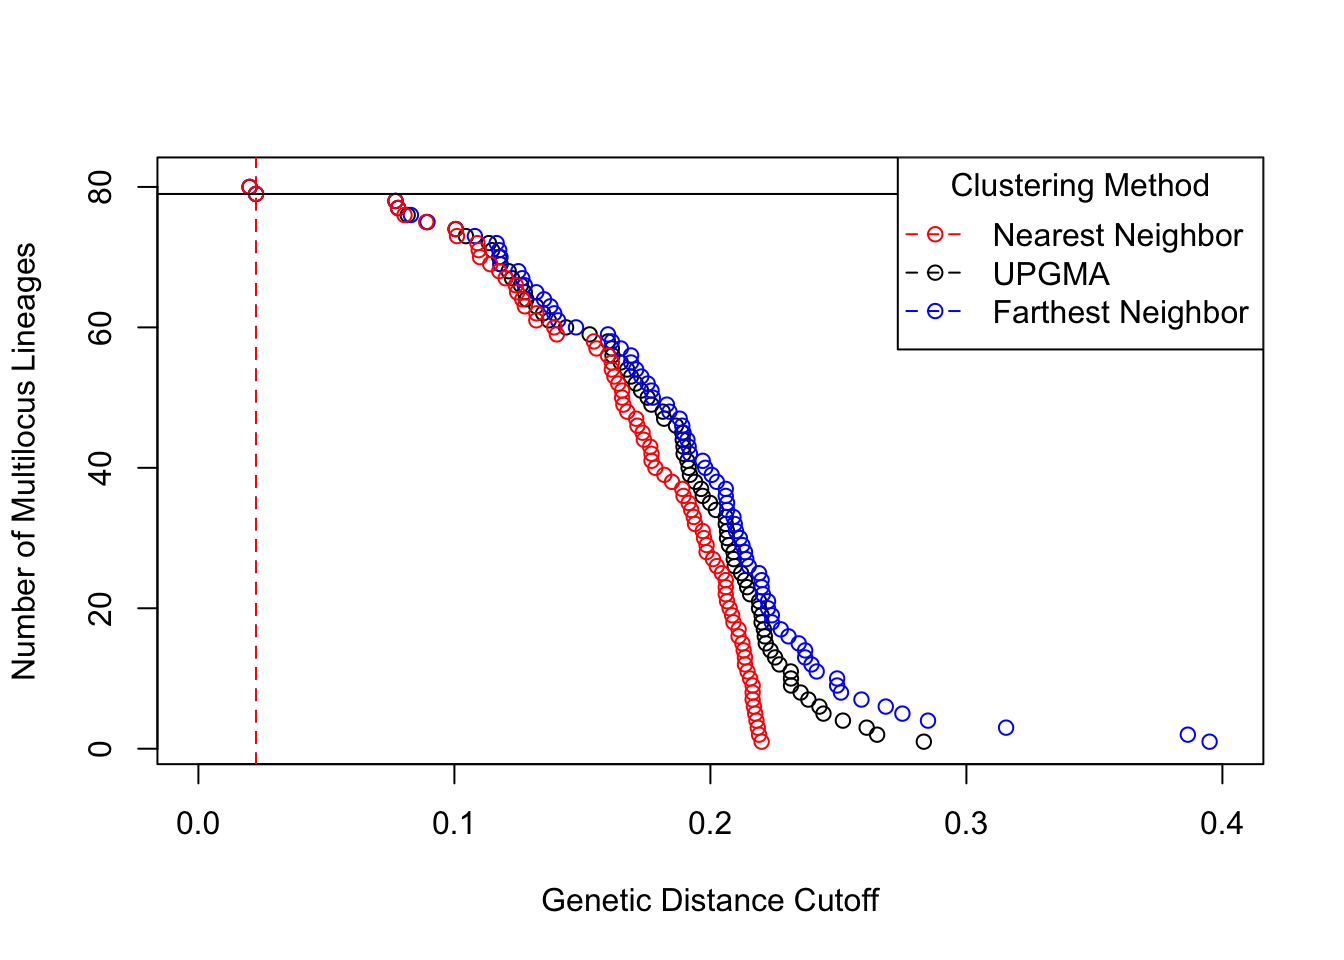 Clustering Method
Nearest Neighbor
UPGMA
Farthest Neighbor
Number of Multilocus Lineages
80
60
40
20
0
0.0 0.1 0.2 0.3 0.4
Genetic Distance Cutoff